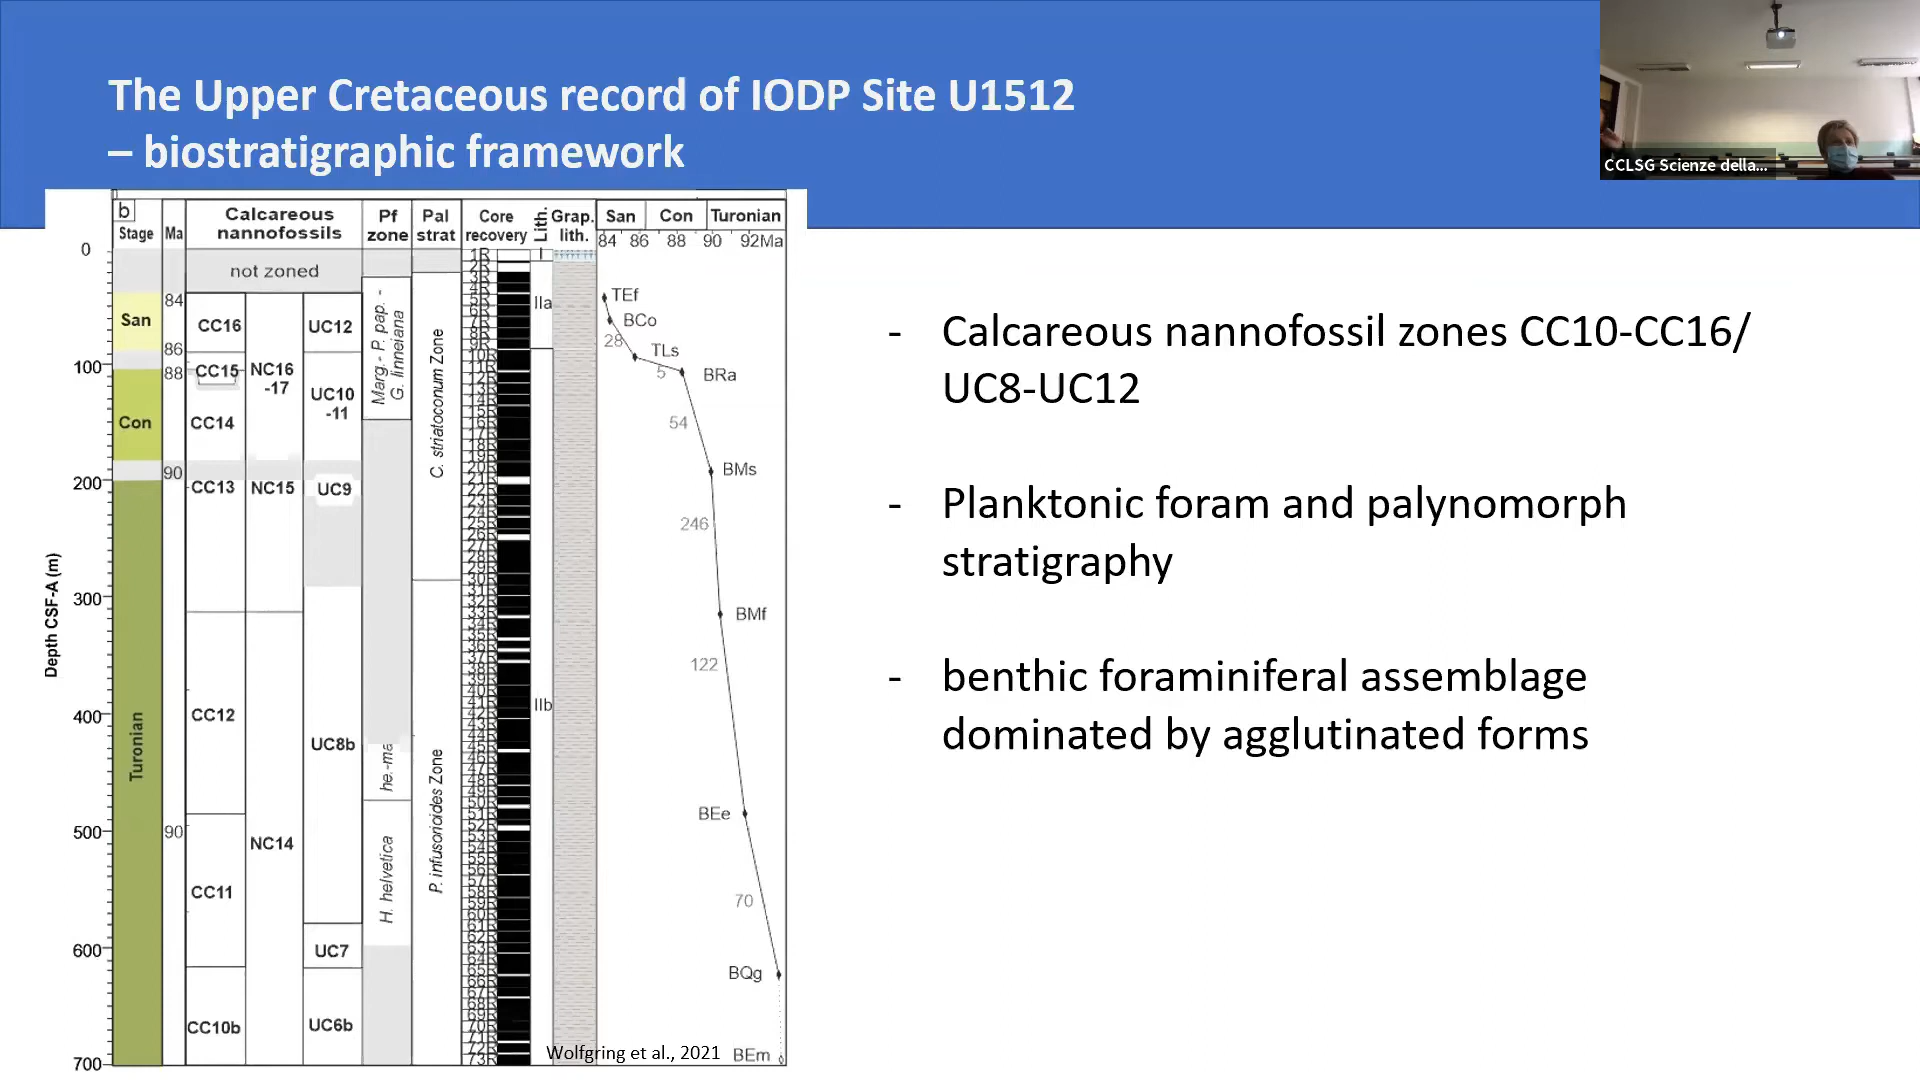 The Upper Cretaceous record of IODP Site U1512
– biostratigraphic framework
CCLSG Scienze della...
b
Stage
Ma
Calcareous
nannofossils
Pf
zone
Pal
strat
Core
recovery
Lith.
Grap.
lith.
San
Con
Turonian
84
86
88
90
92Ma
Depth CSF-A (m)
0
100
200
300
400
500
600
700
San
Con
Turonian
84
86
88
90
90
not zoned
CC16
CC15
CC14
CC13
CC12
CC11
CC10b
NC16
-17
NC15
NC14
UC12
UC10
-11
UC9
UC8b
UC7
UC6b
Marg.- P. pap. -
G. linneiana
he.-ma
H. helvetica
C. striatoconum Zone
P. infusorioides Zone
I
IIa
IIb
TEf
BCo
28
TLs
5
BRa
54
BMs
246
BMf
122
BEe
70
BQg
BEm
Wolfgring et al., 2021
- Calcareous nannofossil zones CC10-CC16/
UC8-UC12
- Planktonic foram and palynomorph
stratigraphy
- benthic foraminiferal assemblage
dominated by agglutinated forms